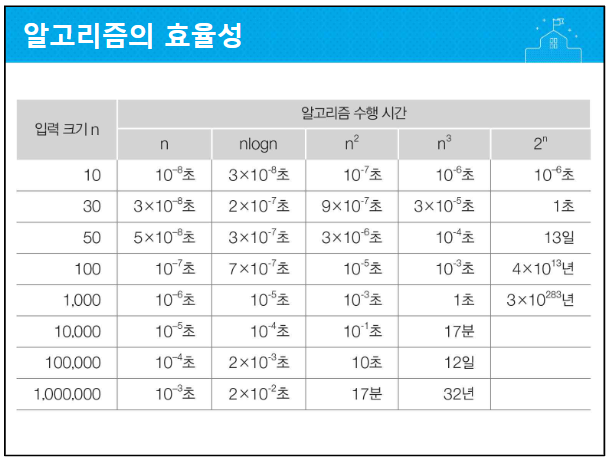 알고리즘의 효율성
알고리즘 수행 시간
입력 크기 n
n nlogn n² n³ 2ⁿ
10 10⁻⁸초 3×10⁻⁸초 10⁻⁷초 10⁻⁶초 10⁻⁶초
30 3×10⁻⁸초 2×10⁻⁷초 9×10⁻⁷초 3×10⁻⁵초 1초
50 5×10⁻⁸초 3×10⁻⁷초 3×10⁻⁶초 10⁻⁴초 13일
100 10⁻⁷초 7×10⁻⁷초 10⁻⁵초 10⁻³초 4×10¹³년
1,000 10⁻⁶초 10⁻⁵초 10⁻³초 1초 3×10²⁸³년
10,000 10⁻⁵초 10⁻⁴초 10⁻¹초 17분
100,000 10⁻⁴초 2×10⁻³초 10초 12일
1,000,000 10⁻³초 2×10⁻²초 17분 32년